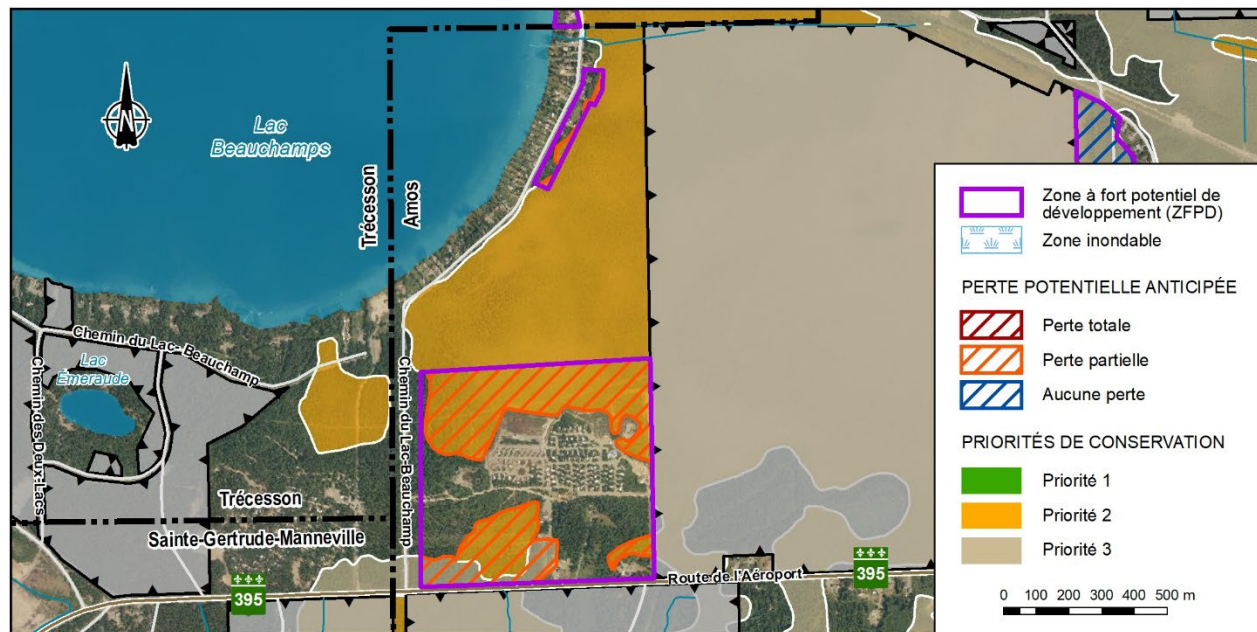 N
Lac
Beauchamps
Trécesson
Amos
Chemin du Lac- Beauchamp
Lac
Émeraude
Chemin des Deux-Lacs
Chemin du Lac-Beauchamp
Trécesson
Sainte-Gertrude-Manneville
395
Route de l'Aéroport
395
Zone à fort potentiel de
développement (ZFPD)
Zone inondable
PERTE POTENTIELLE ANTICIPÉE
Perte totale
Perte partielle
Aucune perte
PRIORITÉS DE CONSERVATION
Priorité 1
Priorité 2
Priorité 3
0 100 200 300 400 500 m